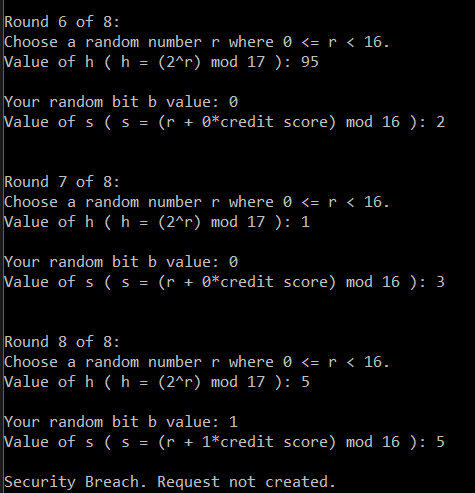 Round 6 of 8:
Choose a random number r where 0 <= r < 16.
Value of h ( h = (2^r) mod 17 ): 95
Your random bit b value: 0
Value of s ( s = (r + 0*credit score) mod 16 ): 2
Round 7 of 8:
Choose a random number r where 0 <= r < 16.
Value of h ( h = (2^r) mod 17 ): 1
Your random bit b value: 0
Value of s ( s = (r + 0*credit score) mod 16 ): 3
Round 8 of 8:
Choose a random number r where 0 <= r < 16.
Value of h ( h = (2^r) mod 17 ): 5
Your random bit b value: 1
Value of s ( s = (r + 1*credit score) mod 16 ): 5
Security Breach. Request not created.